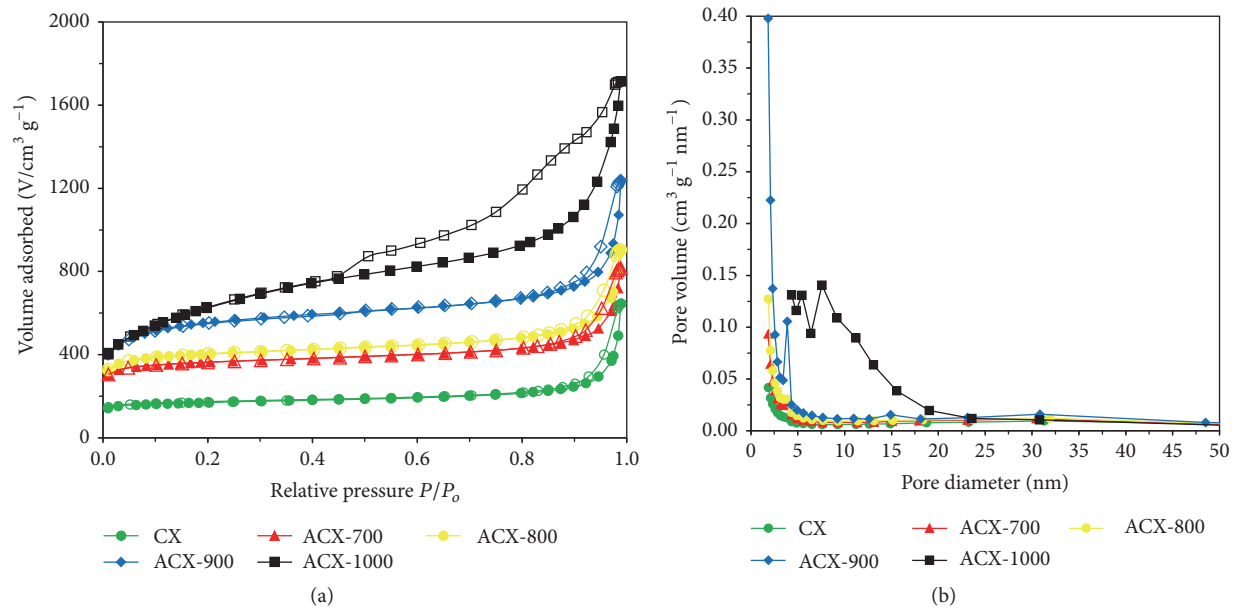 2000
1600
1200
800
400
0
Volume adsorbed (V/cm³ g⁻¹)
0.0 0.2 0.4 0.6 0.8 1.0
Relative pressure P/Pₒ
CX ACX-700 ACX-800
ACX-900 ACX-1000
(a)
0.40
0.35
0.30
0.25
0.20
0.15
0.10
0.05
0.00
Pore volume (cm³ g⁻¹ nm⁻¹)
0 5 10 15 20 25 30 35 40 45 50
Pore diameter (nm)
CX ACX-700 ACX-800
ACX-900 ACX-1000
(b)